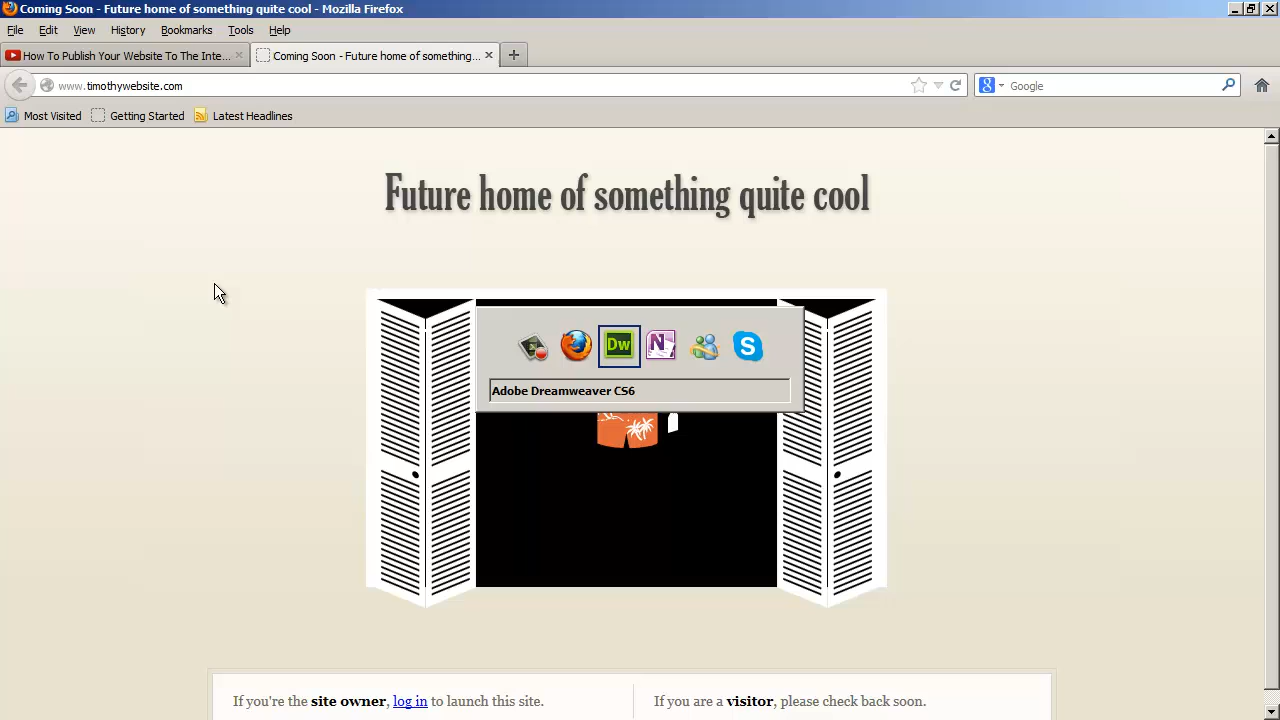 Coming Soon - Future home of something quite cool - Mozilla Firefox
File Edit View History Bookmarks Tools Help
How To Publish Your Website To The Inte...
Coming Soon - Future home of something...
www.timothywebsite.com
Google
Most Visited Getting Started Latest Headlines
Future home of something quite cool
Dw N S
Adobe Dreamweaver CS6
If you're the site owner, log in to launch this site.
If you are a visitor, please check back soon.